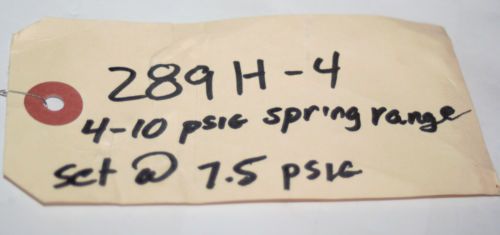 289H-4
4-10 PSIG spring range
set @ 7.5 PSIG